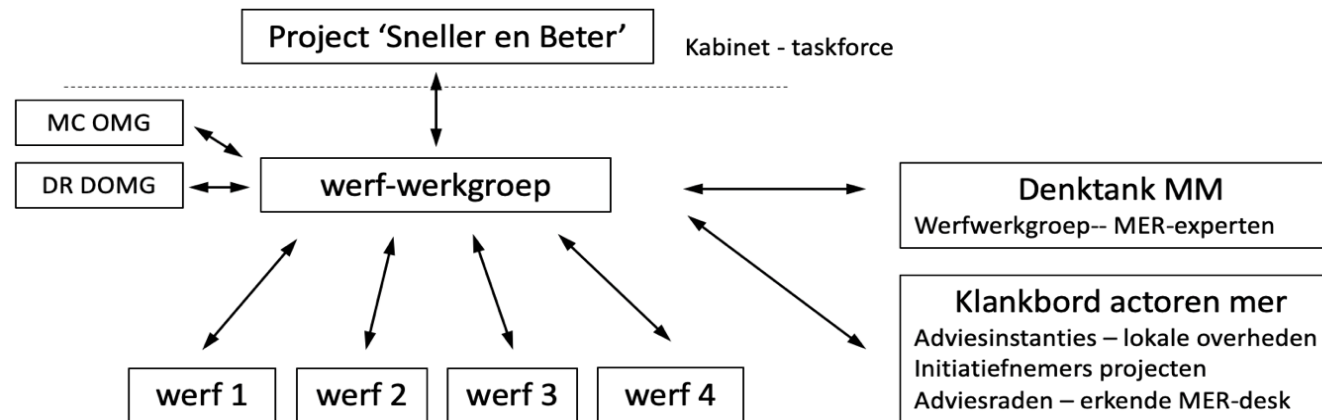 Project ‘Sneller en Beter’
Kabinet - taskforce
MC OMG
DR DOMG
werf-werkgroep
Denktank MM
Werfwerkgroep-- MER-experten
Klankbord actoren mer
Adviesinstanties – lokale overheden
Initiatiefnemers projecten
Adviesraden – erkende MER-desk
werf 1
werf 2
werf 3
werf 4